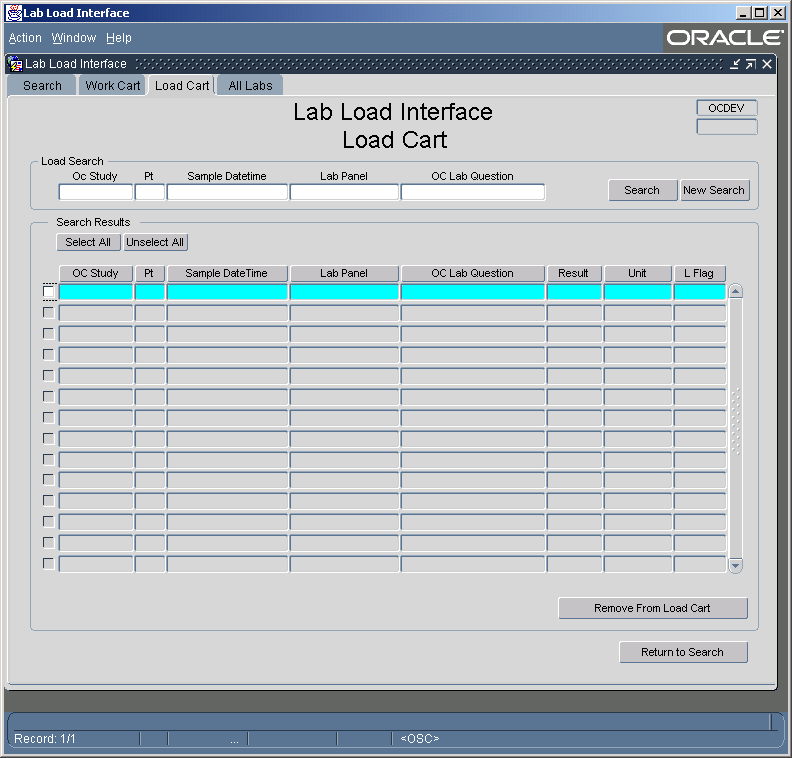 Lab Load Interface
Action Window Help
ORACLE
Lab Load Interface
Search Work Cart Load Cart All Labs
Lab Load Interface
OCDEV
Load Cart
Load Search
Oc Study Pt Sample Datetime Lab Panel OC Lab Question
Search New Search
Search Results
Select All Unselect All
OC Study Pt Sample DateTime Lab Panel OC Lab Question Result Unit L Flag
Remove From Load Cart
Return to Search
Record: 1/1 ... <OSC>